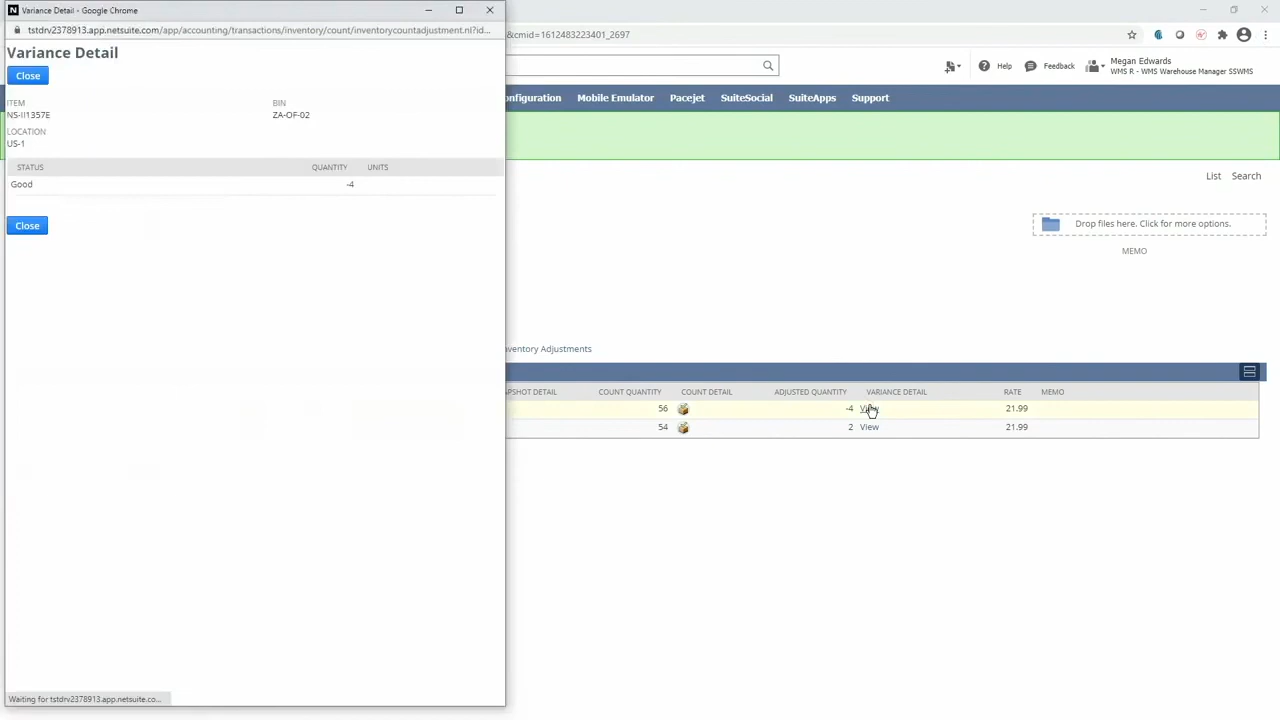 Variance Detail - Google Chrome
tstdrv2378913.app.netsuite.com/app/accounting/transactions/inventory/count/inventorycountadjustment.nl?id...
Variance Detail
Close
ITEM
NS-II1357E
BIN
ZA-OF-02
LOCATION
US-1
STATUS QUANTITY UNITS
Good -4
Close
Waiting for tstdrv2378913.app.netsuite.co...
&cmid=1612483223401_2697
Help
Feedback
Megan Edwards
WMS R - WMS Warehouse Manager SSWMS
onfiguration Mobile Emulator Pacejet SuiteSocial SuiteApps Support
List Search
Drop files here. Click for more options.
MEMO
nventory Adjustments
APSHOT DETAIL COUNT QUANTITY COUNT DETAIL ADJUSTED QUANTITY VARIANCE DETAIL RATE MEMO
56 -4 View 21.99
54 2 View 21.99